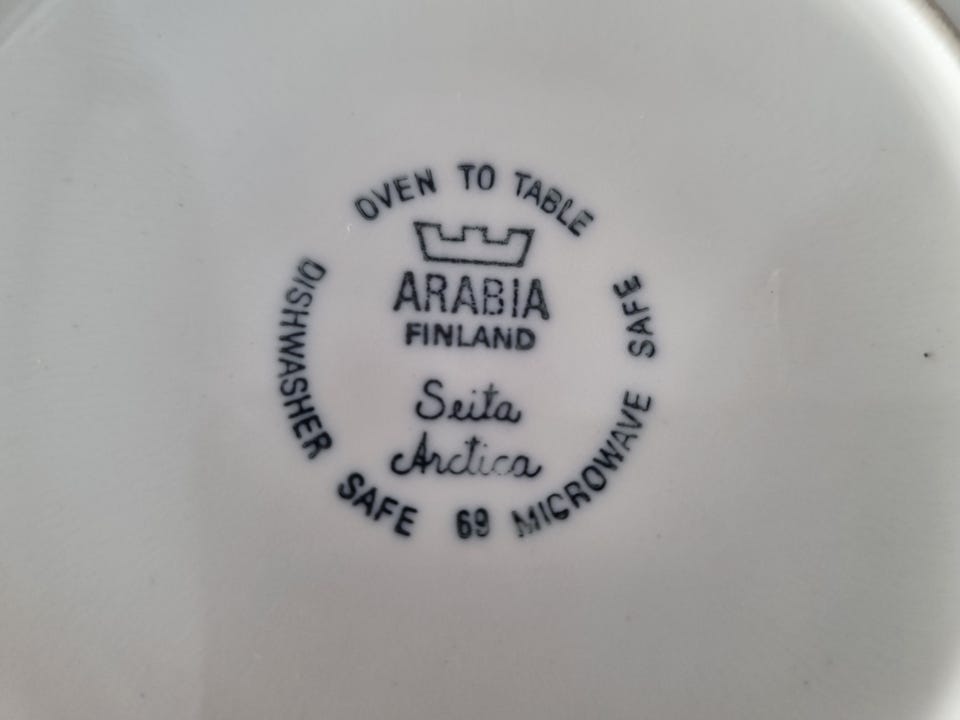 OVEN TO TABLE
ARABIA
FINLAND
Seita
Arctica
DISHWASHER SAFE 69 MICROWAVE SAFE